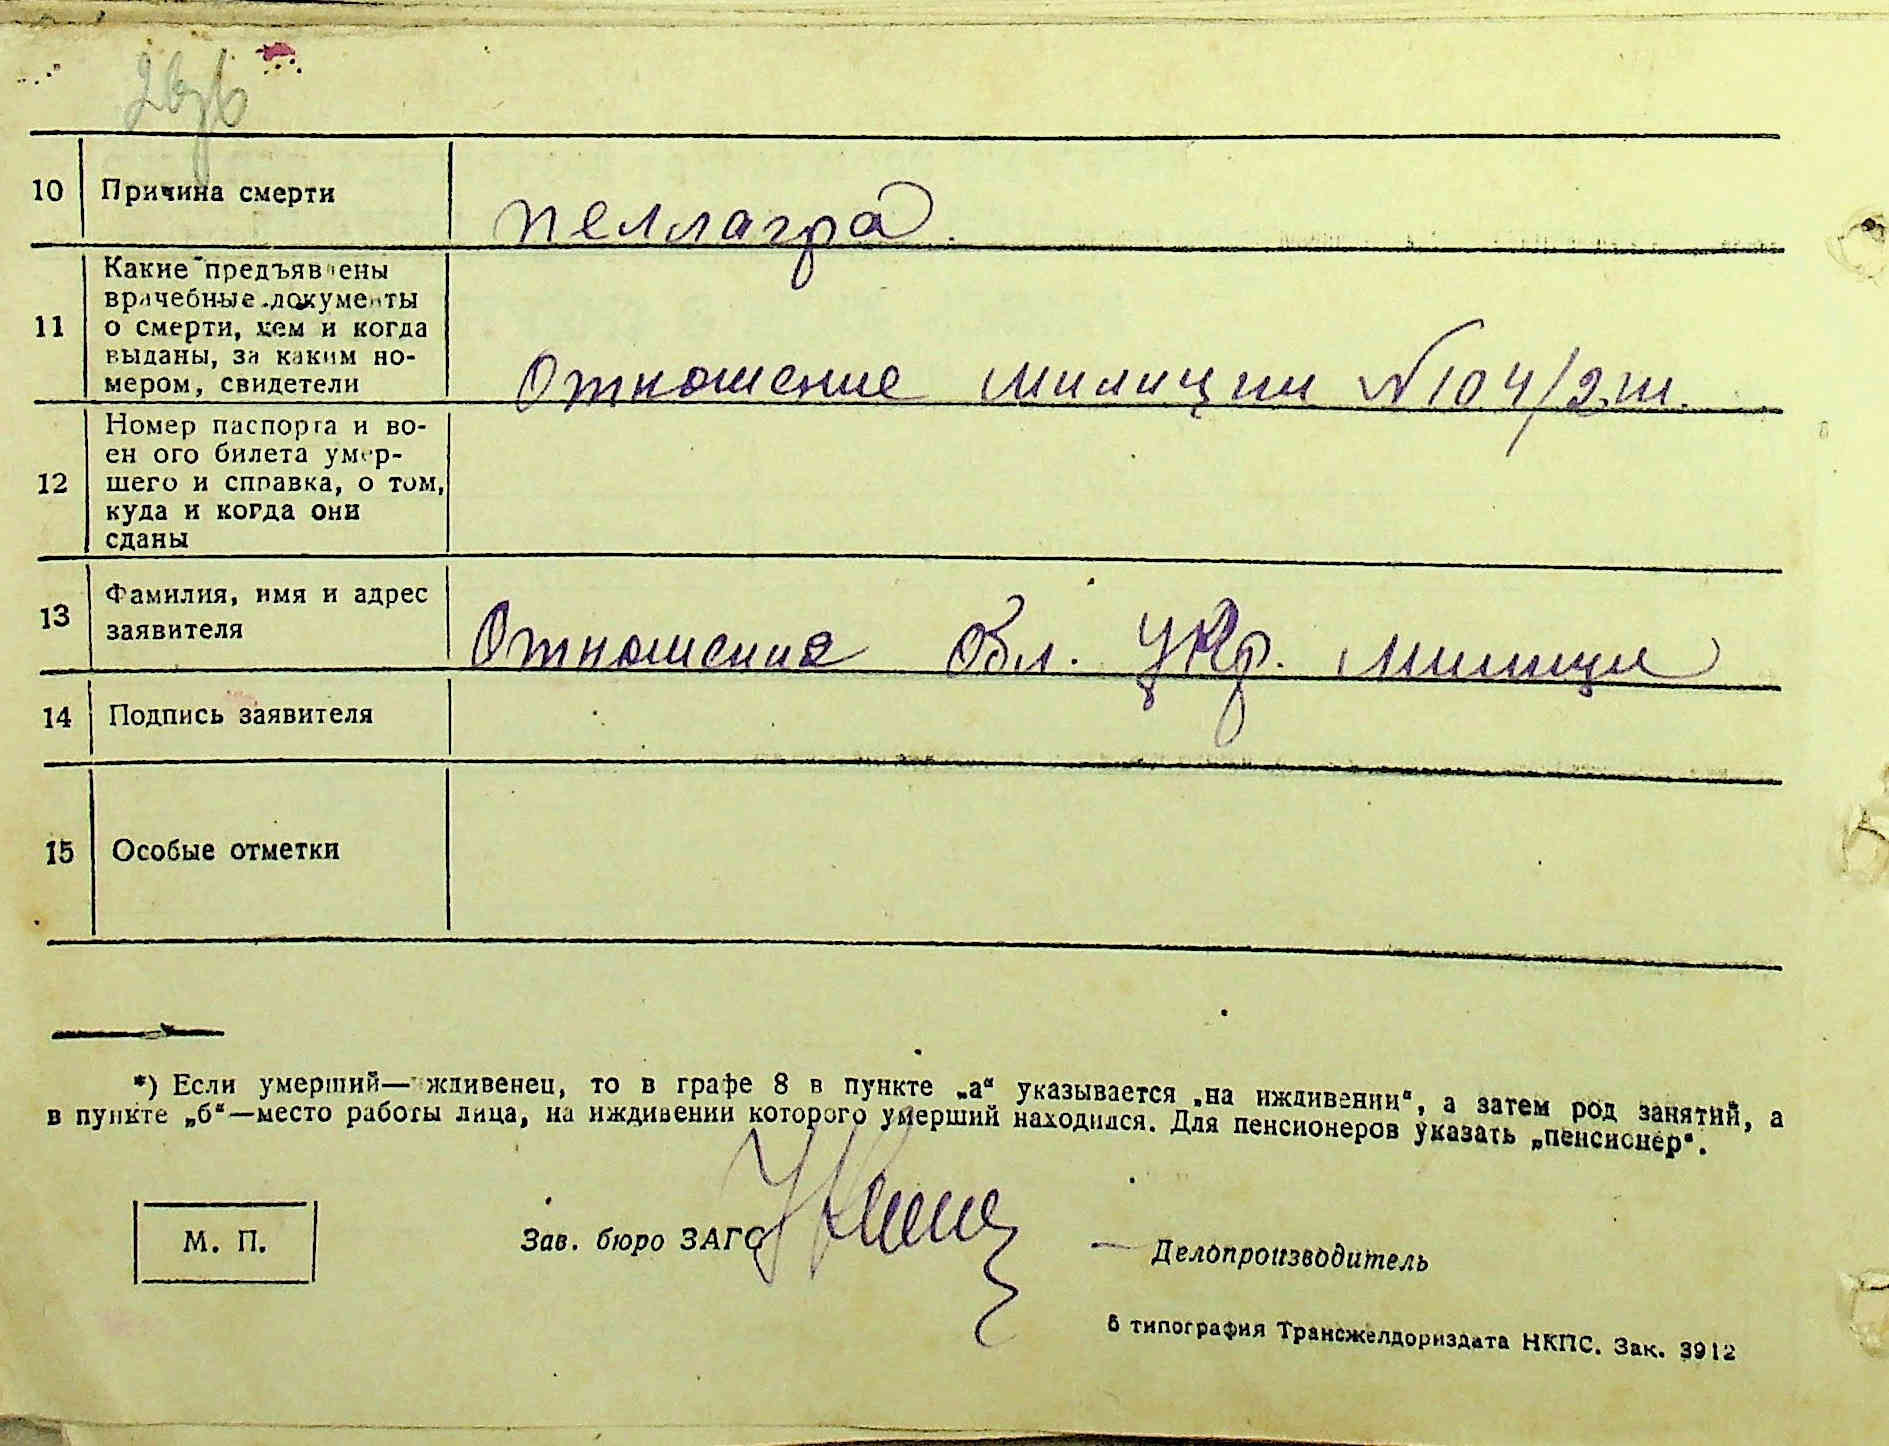 10 Причина смерти пеллагра.
Какие предъявлены
врачебные документы
11 о смерти, кем и когда
выданы, за каким но-
мером, свидетели Отношение милиции №104/2.т.
Номер паспорта и во-
ен ого билета умер-
12 шего и справка, о том,
куда и когда они
сданы
13 Фамилия, имя и адрес
заявителя Отношение Обл. Упр. милиции
14 Подпись заявителя
15 Особые отметки
*) Если умерший—иждивенец, то в графе 8 в пункте „а“ указывается „на иждивении“, а затем род занятий, а
в пункте „б“—место работы лица, на иждивении которого умерший находился. Для пенсионеров указать „пенсионер“.
М. П. Зав. бюро ЗАГС — Делопроизводитель
6 типография Трансжелдориздата НКПС. Зак. 3912